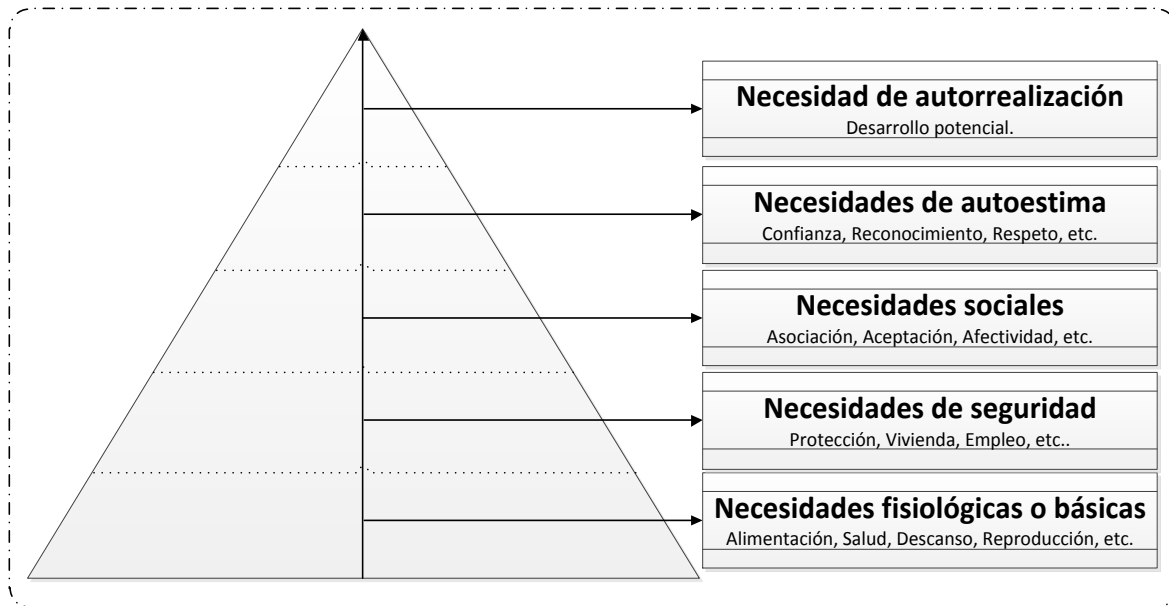 Necesidad de autorrealización
Desarrollo potencial.
Necesidades de autoestima
Confianza, Reconocimiento, Respeto, etc.
Necesidades sociales
Asociación, Aceptación, Afectividad, etc.
Necesidades de seguridad
Protección, Vivienda, Empleo, etc..
Necesidades fisiológicas o básicas
Alimentación, Salud, Descanso, Reproducción, etc.